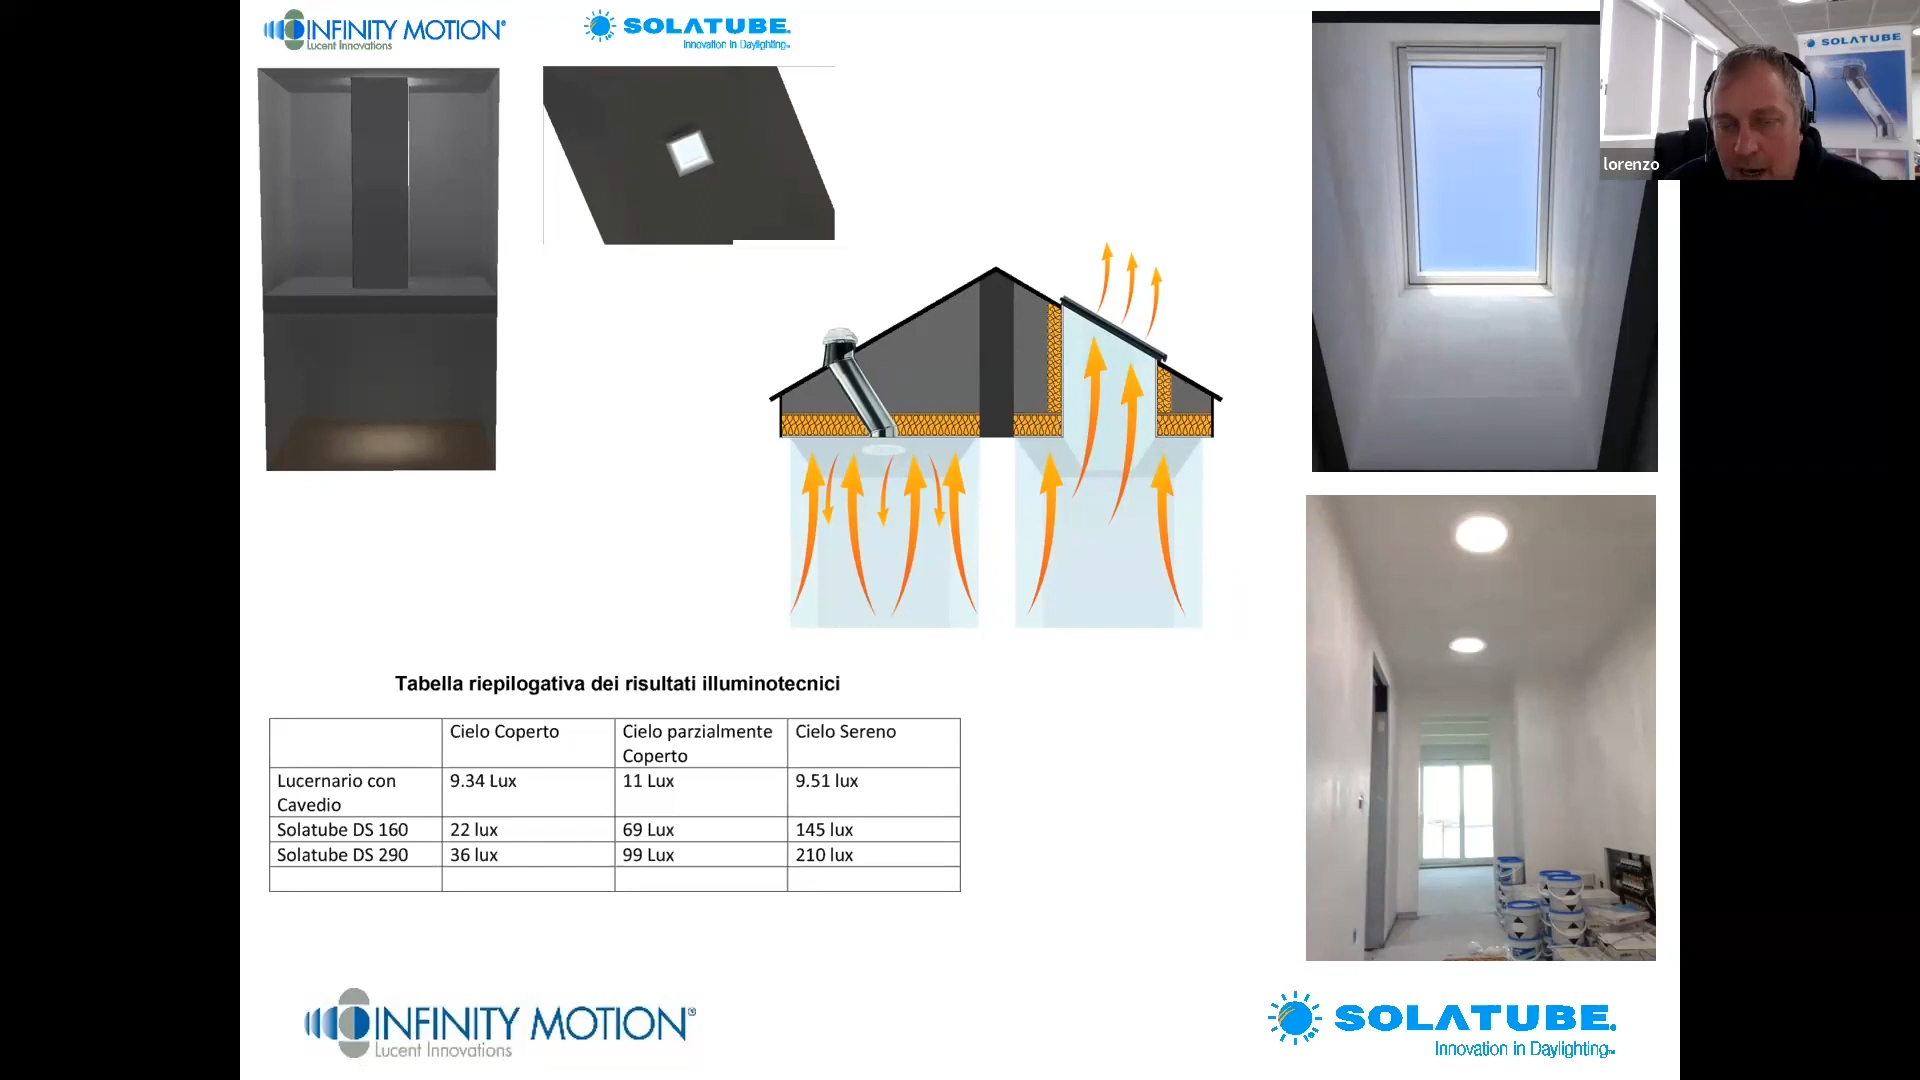 INFINITY MOTION®
Lucent Innovations
SOLATUBE.
Innovation in Daylighting™
SOLATUBE
lorenzo
Tabella riepilogativa dei risultati illuminotecnici
Cielo Coperto
Cielo parzialmente Coperto
Cielo Sereno
Lucernario con Cavedio
9.34 Lux
11 Lux
9.51 lux
Solatube DS 160
22 lux
69 Lux
145 lux
Solatube DS 290
36 lux
99 Lux
210 lux
INFINITY MOTION®
Lucent Innovations
SOLATUBE.
Innovation in Daylighting™